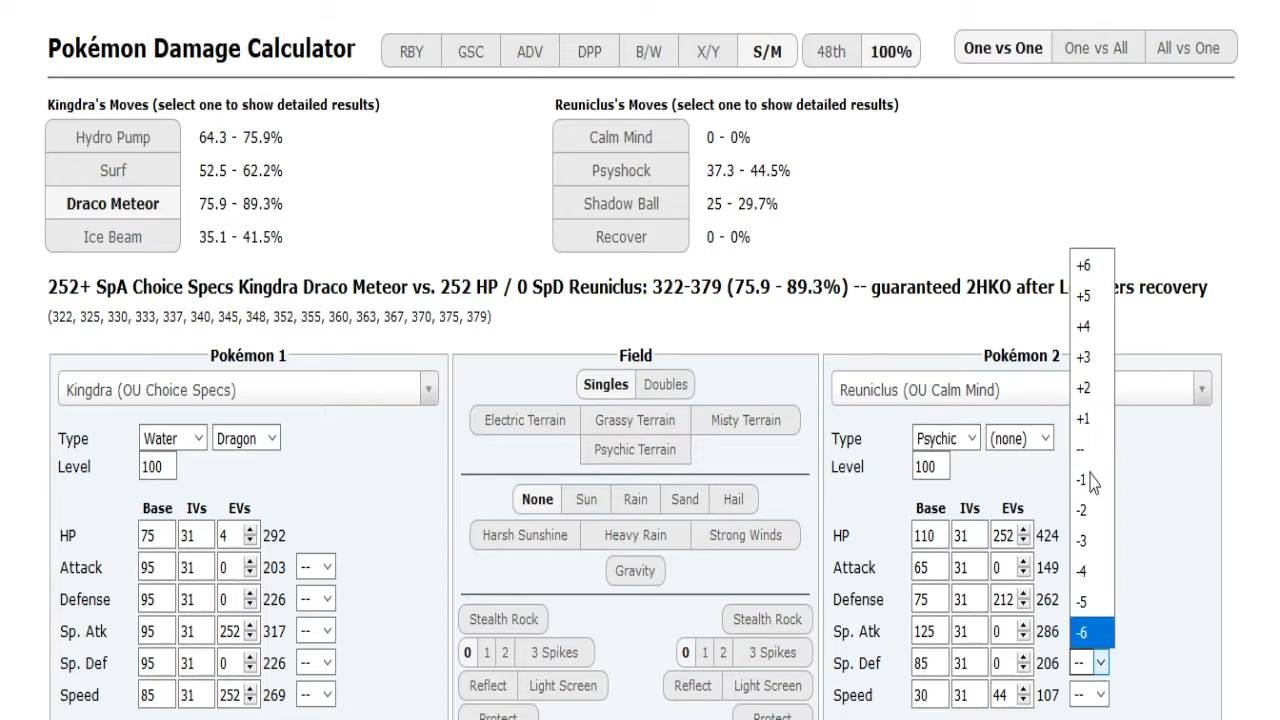 Pokémon Damage Calculator RBY GSC ADV DPP B/W X/Y S/M 48th 100% One vs One One vs All All vs One
Kingdra's Moves (select one to show detailed results) Reuniclus's Moves (select one to show detailed results)
Hydro Pump 64.3 - 75.9% Calm Mind 0 - 0%
Surf 52.5 - 62.2% Psyshock 37.3 - 44.5%
Draco Meteor 75.9 - 89.3% Shadow Ball 25 - 29.7%
Ice Beam 35.1 - 41.5% Recover 0 - 0%
252+ SpA Choice Specs Kingdra Draco Meteor vs. 252 HP / 0 SpD Reuniclus: 322-379 (75.9 - 89.3%) -- guaranteed 2HKO after recovery
(322, 325, 330, 333, 337, 340, 345, 348, 352, 355, 360, 363, 367, 370, 375, 379)
Pokémon 1
Kingdra (OU Choice Specs)
Type Water Dragon
Level 100
Base IVs EVs
HP 75 31 4 292
Attack 95 31 0 203 --
Defense 95 31 0 226 --
Sp. Atk 95 31 252 317 --
Sp. Def 95 31 0 226 --
Speed 85 31 252 269 --
Field
Singles Doubles
Electric Terrain Grassy Terrain Misty Terrain
Psychic Terrain
None Sun Rain Sand Hail
Harsh Sunshine Heavy Rain Strong Winds
Gravity
Stealth Rock Stealth Rock
0 1 2 3 Spikes 0 1 2 3 Spikes
Reflect Light Screen Reflect Light Screen
Protect Protect
Pokémon 2
Reuniclus (OU Calm Mind)
Type Psychic (none)
Level 100
Base IVs EVs
HP 110 31 252 424
Attack 65 31 0 149
Defense 75 31 212 262
Sp. Atk 125 31 0 286
Sp. Def 85 31 0 206 --
Speed 30 31 44 107 --
+6
+5
+4
+3
+2
+1
--
-1
-2
-3
-4
-5
-6